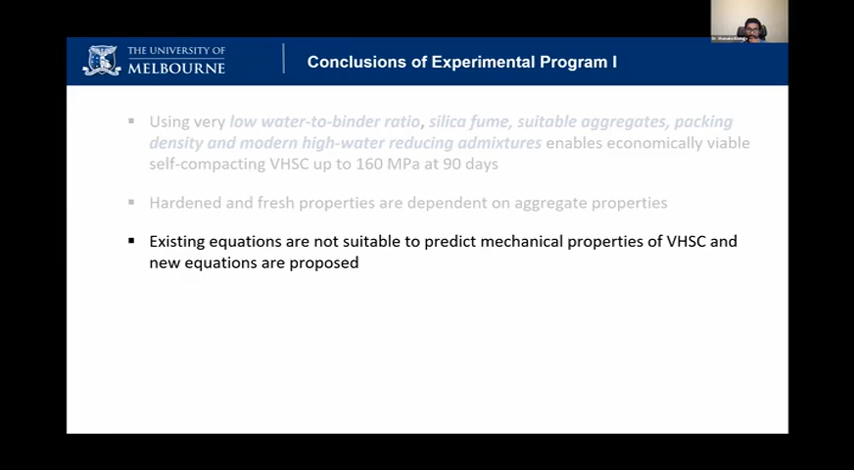 THE UNIVERSITY OF
MELBOURNE
Conclusions of Experimental Program I
▪ Using very low water-to-binder ratio, silica fume, suitable aggregates, packing
density and modern high-water reducing admixtures enables economically viable
self-compacting VHSC up to 160 MPa at 90 days
▪ Hardened and fresh properties are dependent on aggregate properties
▪ Existing equations are not suitable to predict mechanical properties of VHSC and
new equations are proposed